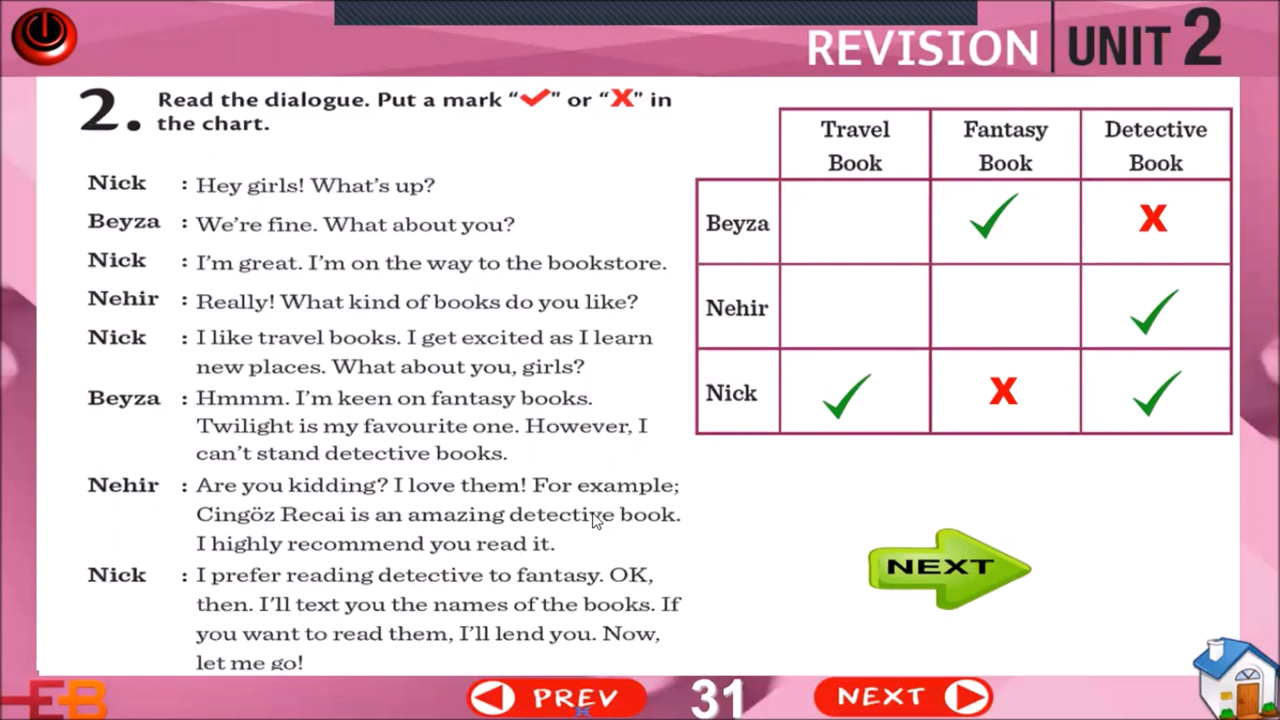 REVISION UNIT 2
2. Read the dialogue. Put a mark “✓” or “X” in
the chart.
Nick : Hey girls! What's up?
Beyza : We're fine. What about you?
Nick : I'm great. I'm on the way to the bookstore.
Nehir : Really! What kind of books do you like?
Nick : I like travel books. I get excited as I learn
new places. What about you, girls?
Beyza : Hmmm. I'm keen on fantasy books.
Twilight is my favourite one. However, I
can't stand detective books.
Nehir : Are you kidding? I love them! For example;
Cingöz Recai is an amazing detective book.
I highly recommend you read it.
Nick : I prefer reading detective to fantasy. OK,
then. I'll text you the names of the books. If
you want to read them, I'll lend you. Now,
let me go!
Travel Book Fantasy Book Detective Book
Beyza ✓ X
Nehir ✓
Nick ✓ X ✓
NEXT
EB
PREV 31 NEXT